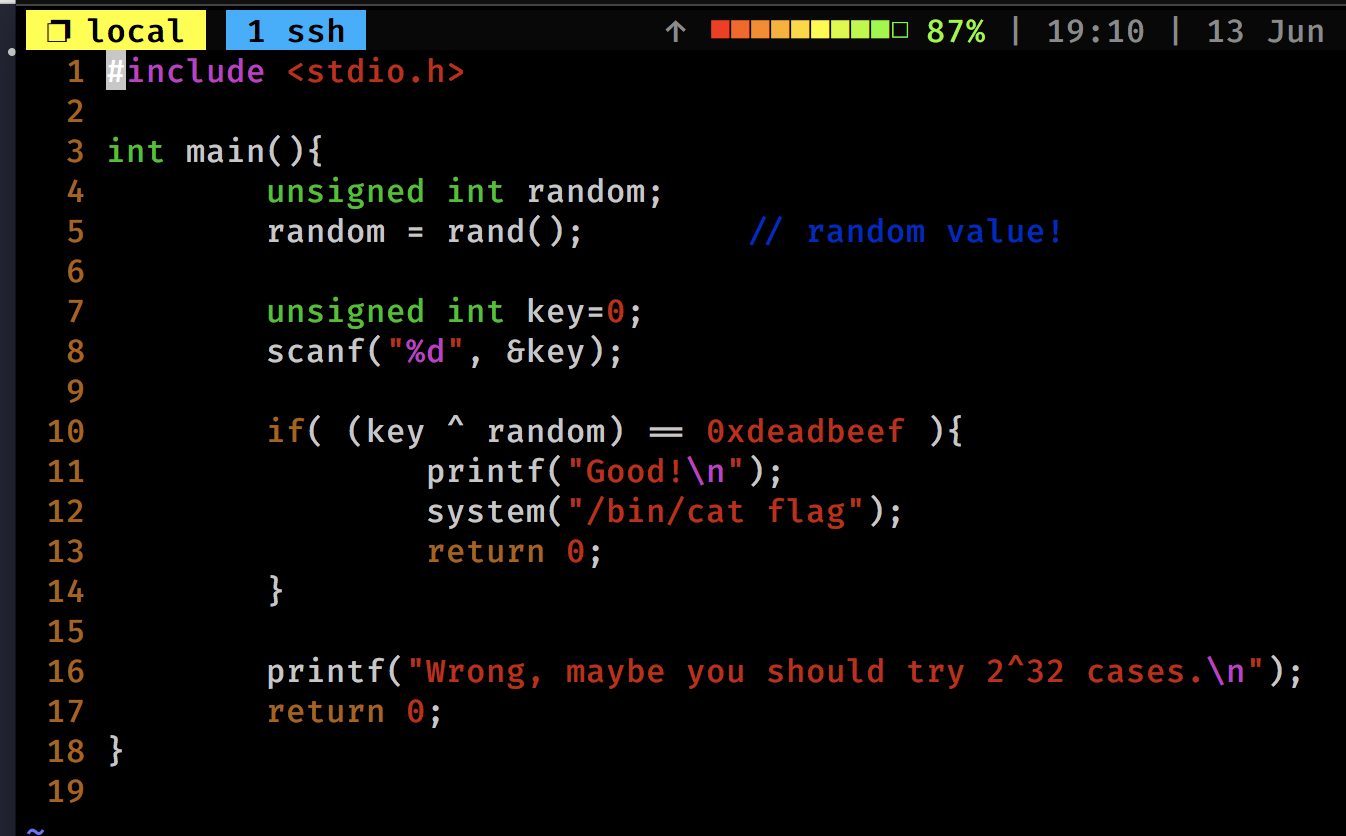 ❐ local 1 ssh ↑ ■■■■■■■■■□ 87% | 19:10 | 13 Jun
1 #include <stdio.h>
2
3 int main(){
4         unsigned int random;
5         random = rand();        // random value!
6
7         unsigned int key=0;
8         scanf("%d", &key);
9
10         if( (key ^ random) == 0xdeadbeef ){
11                 printf("Good!\n");
12                 system("/bin/cat flag");
13                 return 0;
14         }
15
16         printf("Wrong, maybe you should try 2^32 cases.\n");
17         return 0;
18 }
19
~